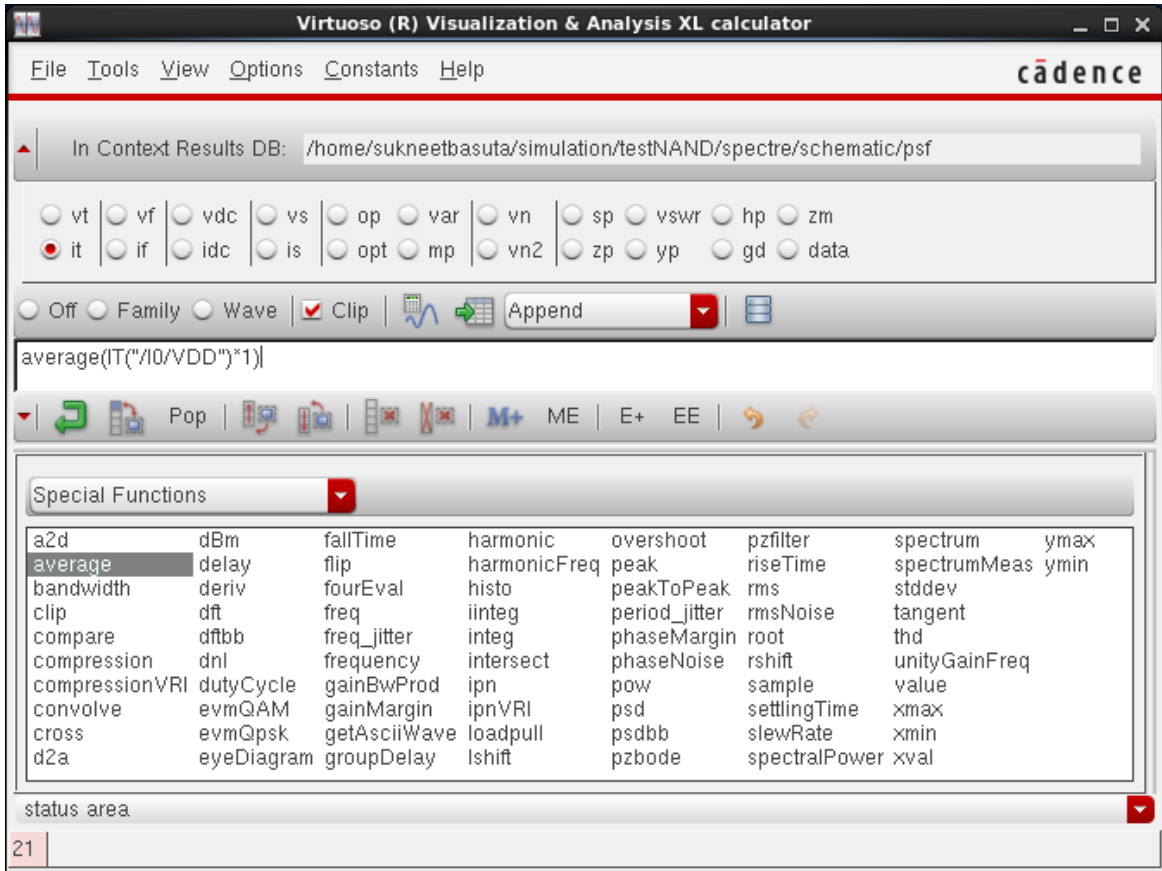 Virtuoso (R) Visualization & Analysis XL calculator
File Tools View Options Constants Help cādence
In Context Results DB: /home/sukneetbasuta/simulation/testNAND/spectre/schematic/psf
vt vf vdc vs op var vn sp vswr hp zm
it if idc is opt mp vn2 zp yp gd data
Off Family Wave Clip Append
average(IT("/I0/VDD")*1)
Pop M+ ME E+ EE
Special Functions
a2d dBm fallTime harmonic overshoot pzfilter spectrum ymax
average delay flip harmonicFreq peak riseTime spectrumMeas ymin
bandwidth deriv fourEval histo peakToPeak rms stddev
clip dft freq iinteg period_jitter rmsNoise tangent
compare dftbb freq_jitter integ phaseMargin root thd
compression dnl frequency intersect phaseNoise rshift unityGainFreq
compressionVRI dutyCycle gainBwProd ipn pow sample value
convolve evmQAM gainMargin ipnVRI psd settlingTime xmax
cross evmQpsk getAsciiWave loadpull psdbb slewRate xmin
d2a eyeDiagram groupDelay lshift pzbode spectralPower xval
status area
21